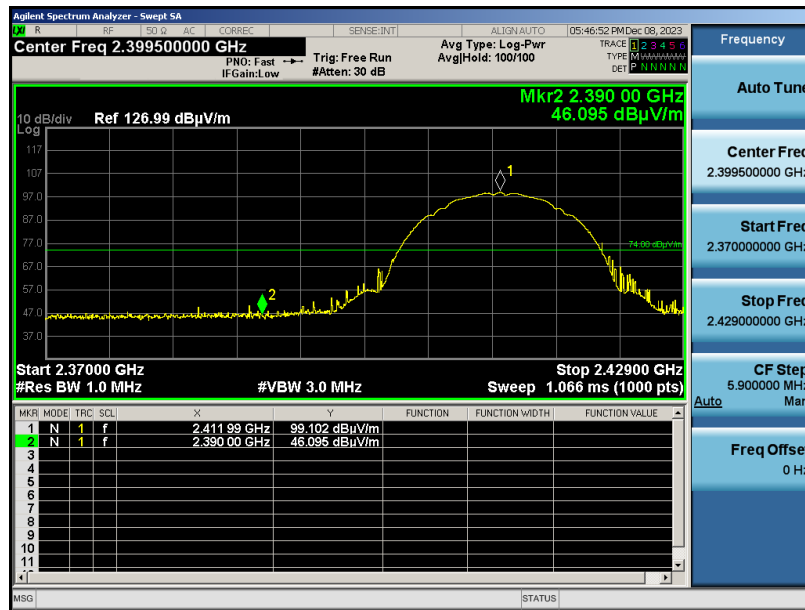 Agilent Spectrum Analyzer - Swept SA
LXI R RF 50 Ω AC CORREC SENSE:INT ALIGN AUTO 05:46:52 PM Dec 08, 2023
Center Freq 2.399500000 GHz
PNO: Fast
IFGain:Low
Trig: Free Run
#Atten: 30 dB
Avg Type: Log-Pwr
Avg|Hold: 100/100
TRACE 1 2 3 4 5 6
TYPE M
DET P N N N N N
Mkr2 2.390 00 GHz
46.095 dBµV/m
10 dB/div
Log
Ref 126.99 dBµV/m
117
107
97.0
87.0
77.0
67.0
57.0
47.0
37.0
1
2
74.00 dBµV/m
Start 2.37000 GHz Stop 2.42900 GHz
#Res BW 1.0 MHz #VBW 3.0 MHz Sweep 1.066 ms (1000 pts)
MKR MODE TRC SCL X Y FUNCTION FUNCTION WIDTH FUNCTION VALUE
1 N 1 f 2.411 99 GHz 99.102 dBµV/m
2 N 1 f 2.390 00 GHz 46.095 dBµV/m
3
4
5
6
7
8
9
10
11
MSG STATUS
Frequency
Auto Tune
Center Freq
2.399500000 GHz
Start Freq
2.370000000 GHz
Stop Freq
2.429000000 GHz
CF Step
5.900000 MHz
Auto Man
Freq Offset
0 Hz